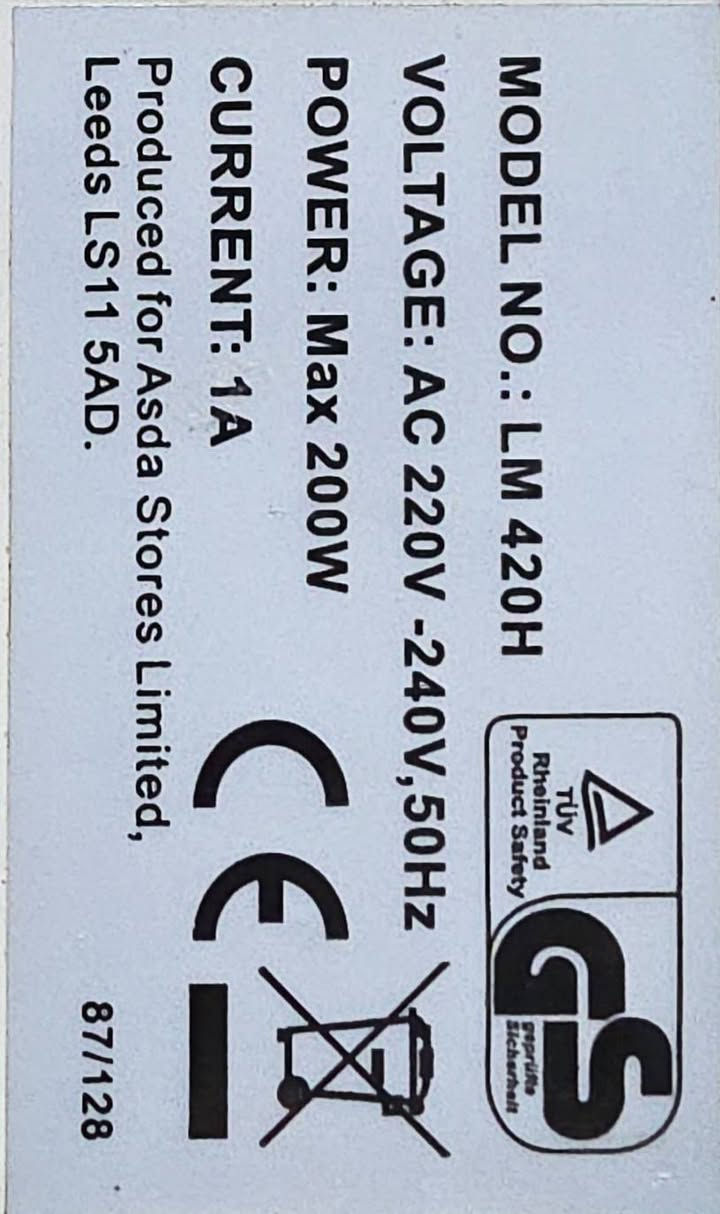 MODEL NO.: LM 420H
TÜV
Rheinland
Product Safety
GS
geprüfte
Sicherheit
VOLTAGE: AC 220V -240V,50Hz
POWER: Max 200W
CURRENT: 1A
CE
Produced for Asda Stores Limited,
Leeds LS11 5AD.
87/128